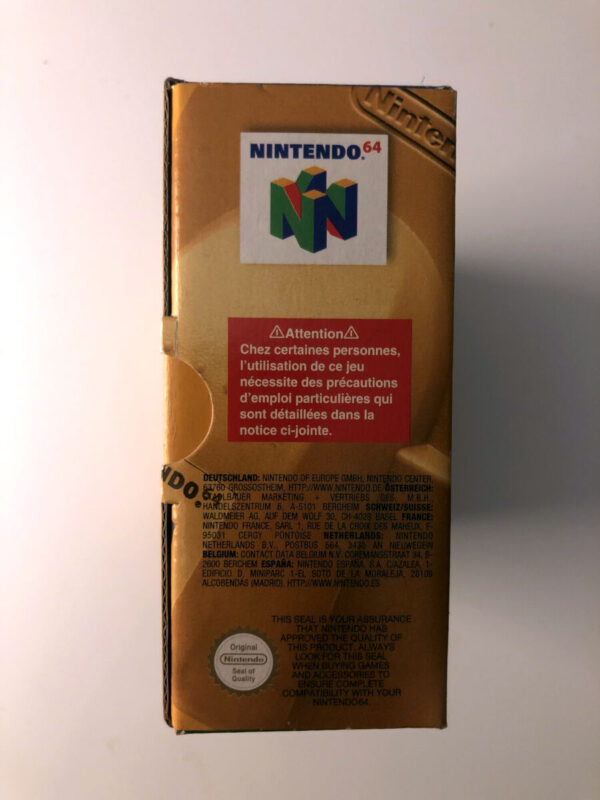 Ninten
NINTENDO 64
⚠Attention⚠
Chez certaines personnes,
l'utilisation de ce jeu
nécessite des précautions
d'emploi particulières qui
sont détaillées dans la
notice ci-jointe.
DEUTSCHLAND: NINTENDO OF EUROPE GMBH, NINTENDO CENTER,
63760 GROSSOSTHEIM, HTTP://WWW.NINTENDO.DE ÖSTERREICH:
STADLBAUER MARKETING + VERTRIEBS GES. M.B.H.,
HANDELSZENTRUM 6, A-5101 BERGHEIM SCHWEIZ/SUISSE:
WALDMEIER AG, AUF DEM WOLF 30, CH-4028 BASEL FRANCE:
NINTENDO FRANCE, SARL 1, RUE DE LA CROIX DES MAHEUX, F-
95031 CERGY PONTOISE NETHERLANDS: NINTENDO
NETHERLANDS B.V., POSTBUS 564, 3430 AN NIEUWEGEIN
BELGIUM: CONTACT DATA BELGIUM N.V. COREMANSSTRAAT 34, B-
2600 BERCHEM ESPAÑA: NINTENDO ESPAÑA, S.A. C/AZALEA, 1-
EDIFICIO D, MINIPARC 1-EL SOTO DE LA MORALEJA, 28109
ALCOBENDAS (MADRID). HTTP://WWW.NINTENDO.ES
NDO
THIS SEAL IS YOUR ASSURANCE
THAT NINTENDO HAS
APPROVED THE QUALITY OF
THIS PRODUCT. ALWAYS
LOOK FOR THIS SEAL
WHEN BUYING GAMES
AND ACCESSORIES TO
ENSURE COMPLETE
COMPATIBILITY WITH YOUR
NINTENDO64.
Original
Nintendo
Seal of
Quality